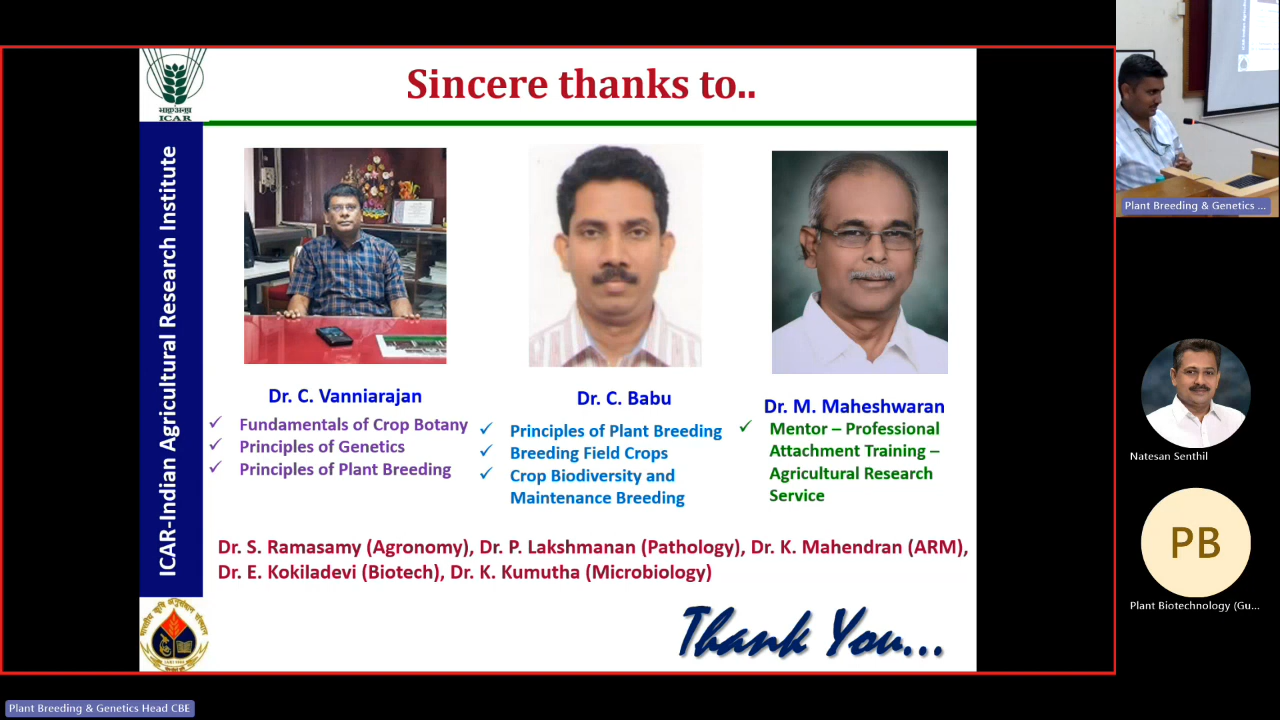 Sincere thanks to..
भाकृअनुप
ICAR
ICAR-Indian Agricultural Research Institute
Dr. C. Vanniarajan
✓ Fundamentals of Crop Botany
✓ Principles of Genetics
✓ Principles of Plant Breeding
Dr. C. Babu
✓ Principles of Plant Breeding
✓ Breeding Field Crops
✓ Crop Biodiversity and
Maintenance Breeding
Dr. M. Maheshwaran
✓ Mentor – Professional
Attachment Training –
Agricultural Research
Service
Dr. S. Ramasamy (Agronomy), Dr. P. Lakshmanan (Pathology), Dr. K. Mahendran (ARM),
Dr. E. Kokiladevi (Biotech), Dr. K. Kumutha (Microbiology)
Thank You...
Plant Breeding & Genetics Head CBE
Plant Breeding & Genetics ...
Natesan Senthil
PB
Plant Biotechnology (Gu...